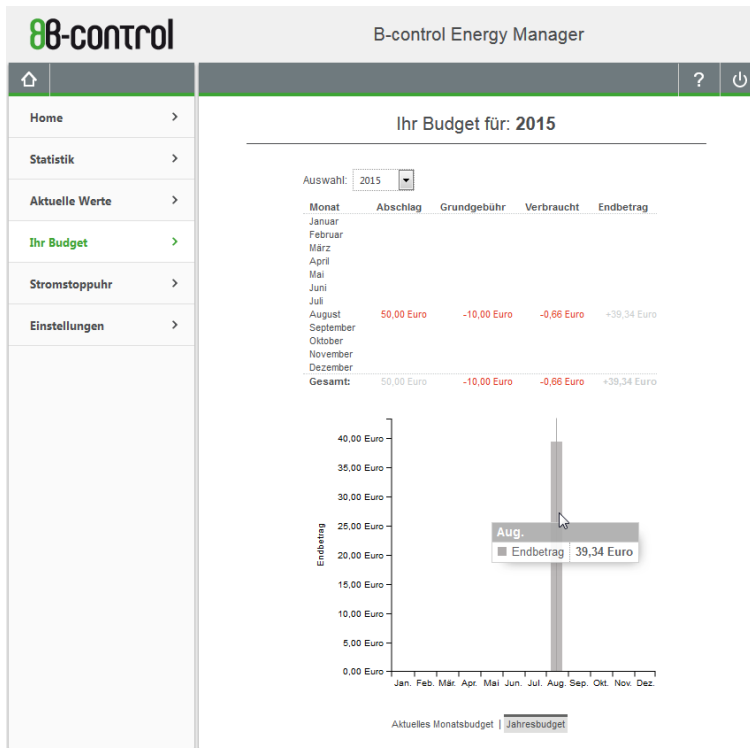 B-control
B-control Energy Manager
?
Home
Statistik
Aktuelle Werte
Ihr Budget
Stromstoppuhr
Einstellungen
Ihr Budget für: 2015
Auswahl: 2015
Monat Abschlag Grundgebühr Verbraucht Endbetrag
Januar
Februar
März
April
Mai
Juni
Juli
August 50,00 Euro -10,00 Euro -0,66 Euro +39,34 Euro
September
Oktober
November
Dezember
Gesamt: 50,00 Euro -10,00 Euro -0,66 Euro +39,34 Euro
Endbetrag
40,00 Euro
35,00 Euro
30,00 Euro
25,00 Euro
20,00 Euro
15,00 Euro
10,00 Euro
5,00 Euro
0,00 Euro
Aug.
Endbetrag 39,34 Euro
Jan. Feb. Mär. Apr. Mai Jun. Jul. Aug. Sep. Okt. Nov. Dez.
Aktuelles Monatsbudget | Jahresbudget